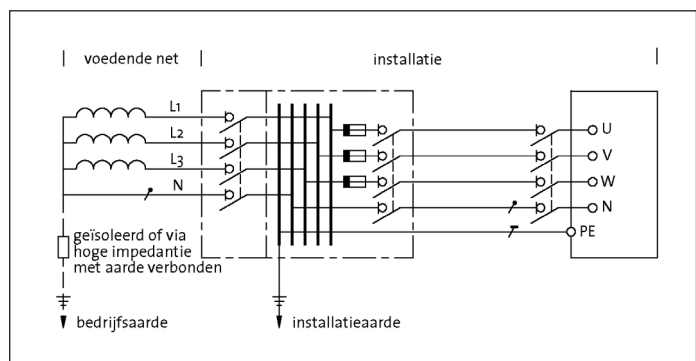 voedende net
installatie
L1
L2
L3
N
U
V
W
N
PE
geïsoleerd of via
hoge impedantie
met aarde verbonden
bedrijfsaarde
installatieaarde